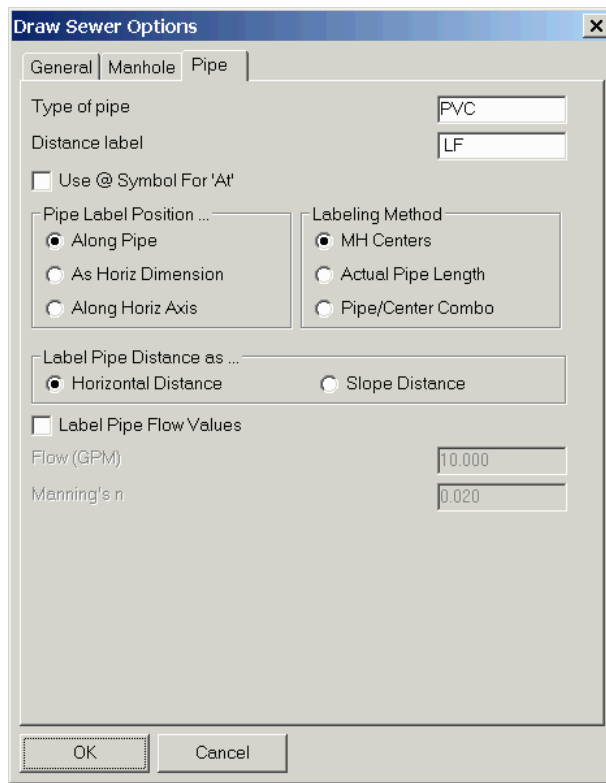 Draw Sewer Options
General Manhole Pipe
Type of pipe PVC
Distance label LF
Use @ Symbol For 'At'
Pipe Label Position ... Labeling Method
Along Pipe MH Centers
As Horiz Dimension Actual Pipe Length
Along Horiz Axis Pipe/Center Combo
Label Pipe Distance as ...
Horizontal Distance Slope Distance
Label Pipe Flow Values
Flow (GPM) 10.000
Manning's n 0.020
OK Cancel